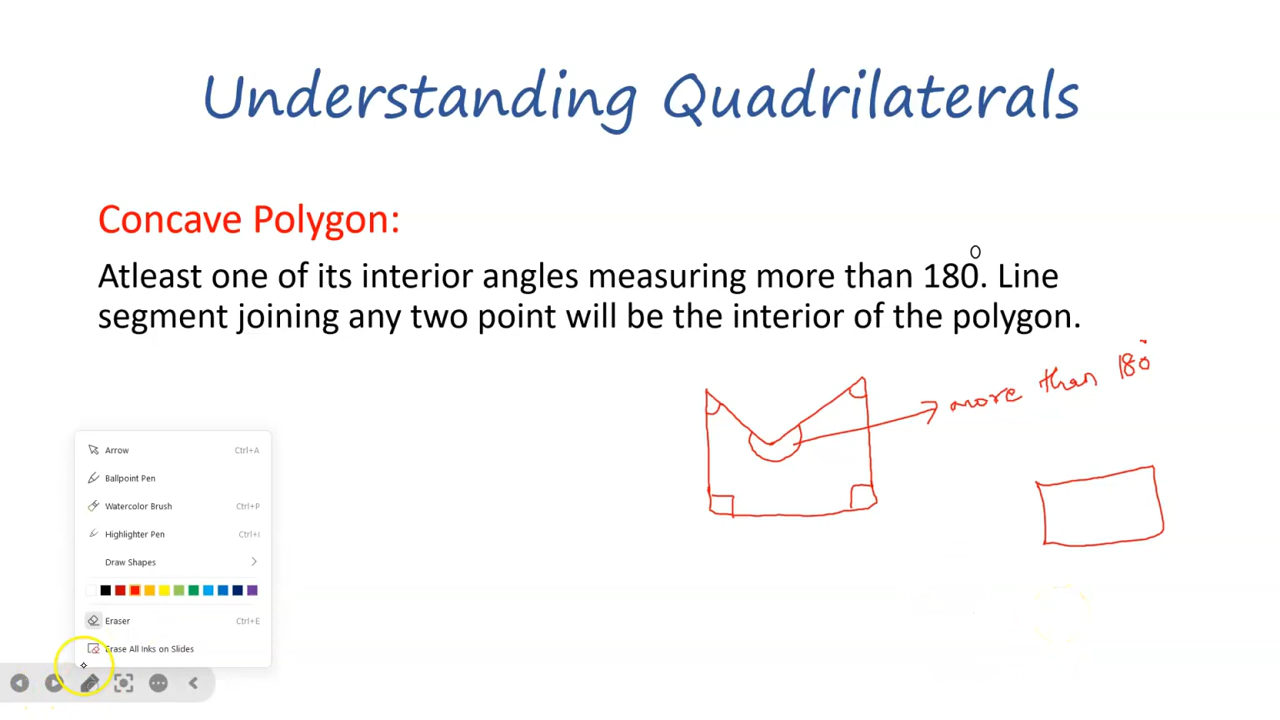 Understanding Quadrilaterals
Concave Polygon:
Atleast one of its interior angles measuring more than 180°. Line
segment joining any two point will be the interior of the polygon.
more than 180°
Arrow Ctrl+A
Ballpoint Pen
Watercolor Brush Ctrl+P
Highlighter Pen Ctrl+I
Draw Shapes
Eraser Ctrl+E
Erase All Inks on Slides